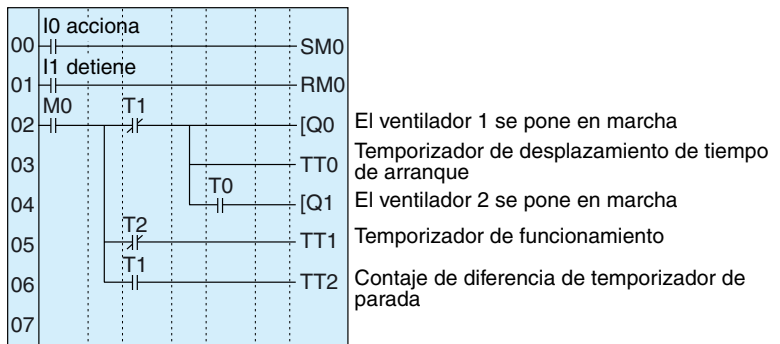 I0 acciona
00 SM0
I1 detiene
01 RM0
M0 T1
02 [Q0 El ventilador 1 se pone en marcha
03 TT0 Temporizador de desplazamiento de tiempo
de arranque
T0
04 [Q1 El ventilador 2 se pone en marcha
T2
05 TT1 Temporizador de funcionamiento
T1
06 TT2 Contaje de diferencia de temporizador de
parada
07